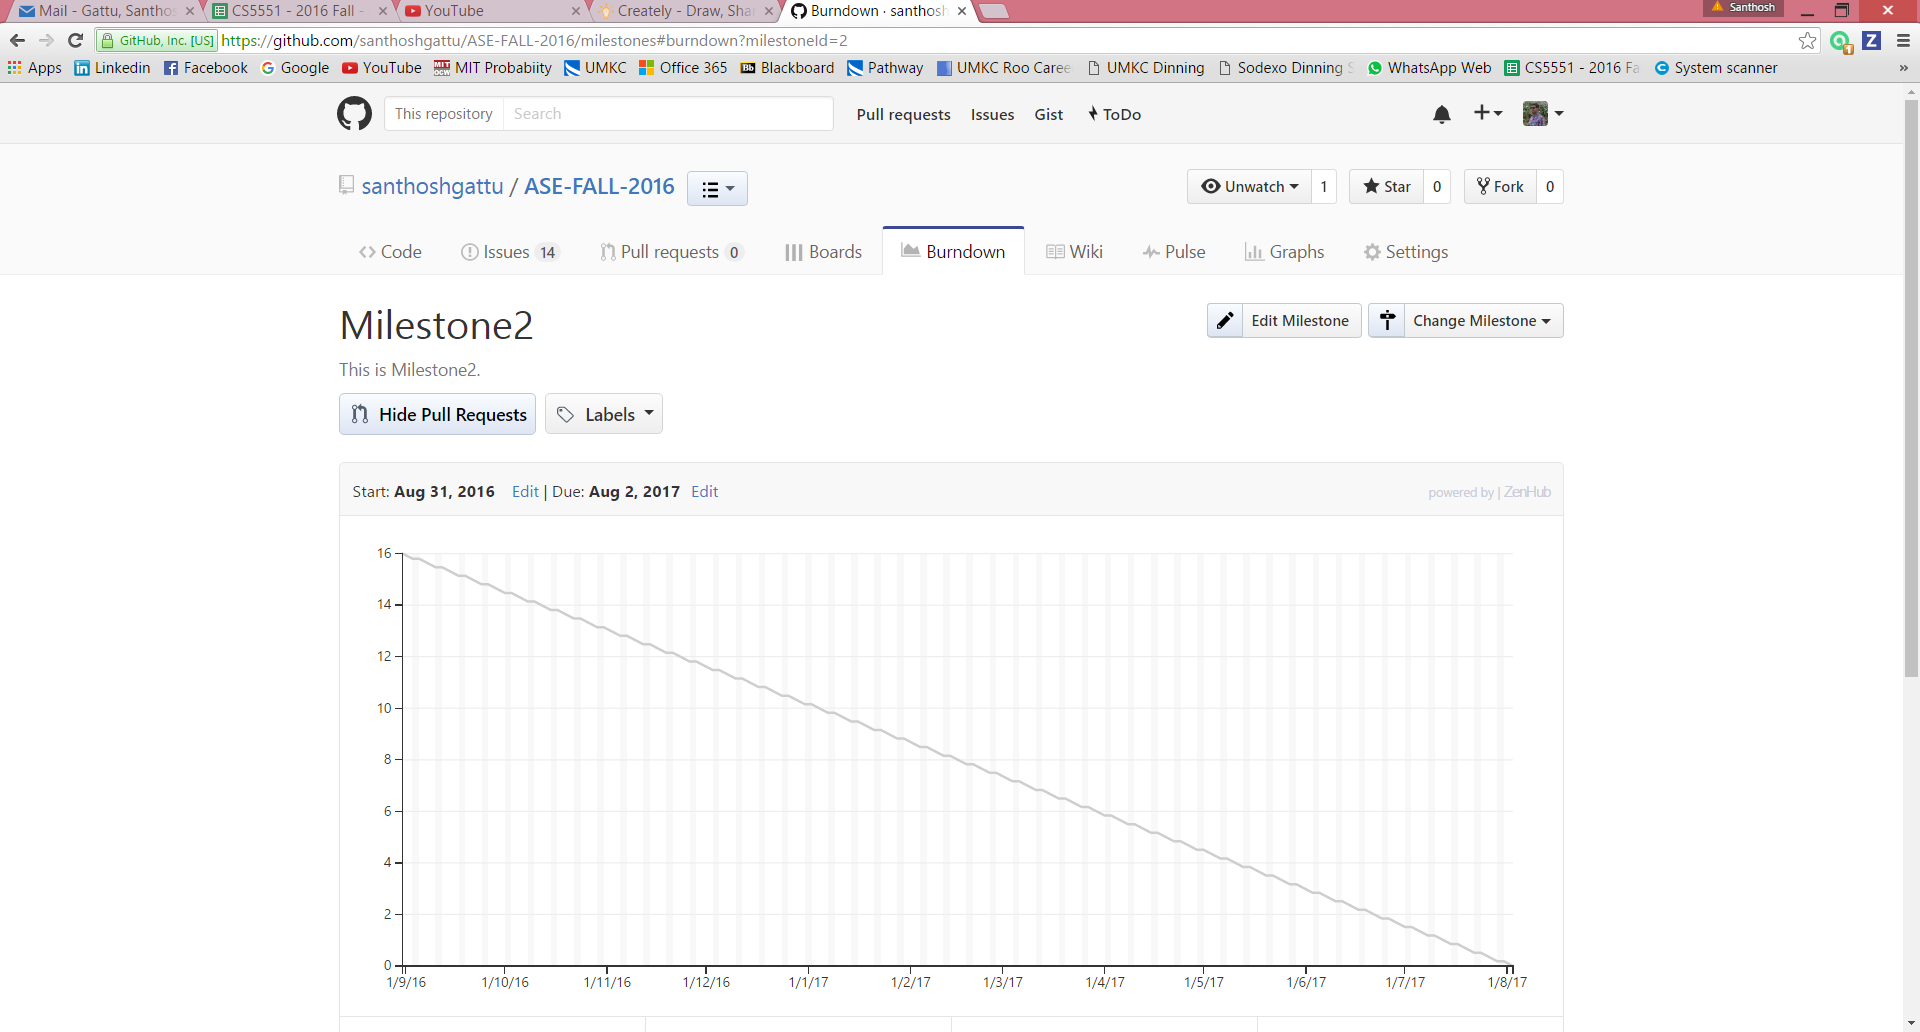 Mail - Gattu, Santhos
CS5551 - 2016 Fall -
YouTube
Creately - Draw, Sha
Burndown · santhosh
Santhosh
GitHub, Inc. [US] https://github.com/santhoshgattu/ASE-FALL-2016/milestones#burndown?milestoneId=2
Apps Linkedin Facebook Google YouTube MIT Probabiity UMKC Office 365 Blackboard Pathway UMKC Roo Caree UMKC Dinning Sodexo Dinning S WhatsApp Web CS5551 - 2016 Fa System scanner »
This repository Search Pull requests Issues Gist ToDo
santhoshgattu / ASE-FALL-2016 Unwatch 1 Star 0 Fork 0
Code Issues 14 Pull requests 0 Boards Burndown Wiki Pulse Graphs Settings
Milestone2 Edit Milestone Change Milestone
This is Milestone2.
Hide Pull Requests Labels
Start: Aug 31, 2016 Edit | Due: Aug 2, 2017 Edit powered by | ZenHub
16
14
12
10
8
6
4
2
0
1/9/16 1/10/16 1/11/16 1/12/16 1/1/17 1/2/17 1/3/17 1/4/17 1/5/17 1/6/17 1/7/17 1/8/17